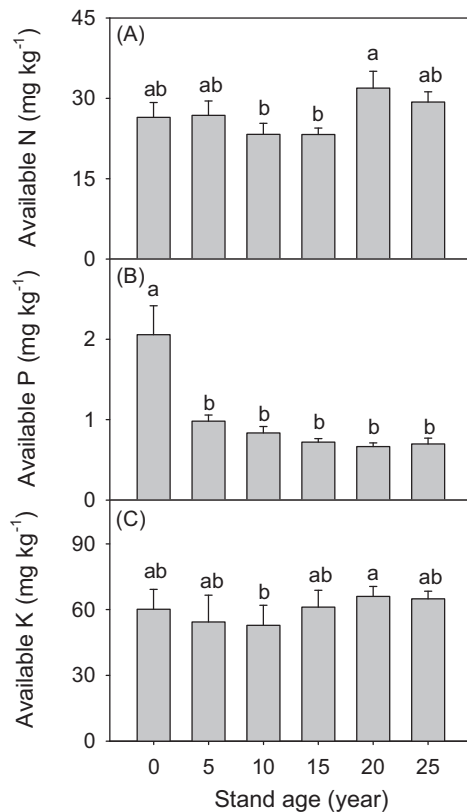 (A)
Available N (mg kg⁻¹)
45
30
15
0
ab ab b b a ab
(B)
Available P (mg kg⁻¹)
2
1
0
a b b b b b
(C)
Available K (mg kg⁻¹)
90
60
30
0
ab ab b ab a ab
0 5 10 15 20 25
Stand age (year)